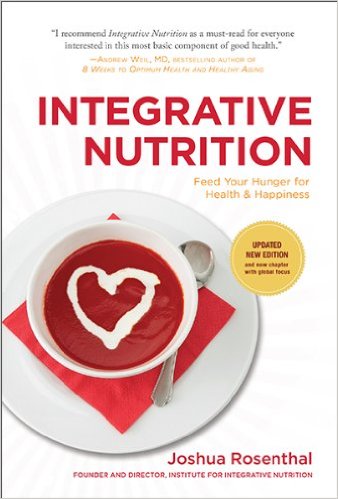 “I recommend Integrative Nutrition as a must-read for everyone
interested in this most basic component of good health.”
—ANDREW WEIL, MD, BESTSELLING AUTHOR OF
8 WEEKS TO OPTIMUM HEALTH AND HEALTHY AGING
INTEGRATIVE
NUTRITION
Feed Your Hunger for
Health & Happiness
UPDATED
NEW EDITION
and new chapter
with global focus
Joshua Rosenthal
FOUNDER AND DIRECTOR, INSTITUTE FOR INTEGRATIVE NUTRITION